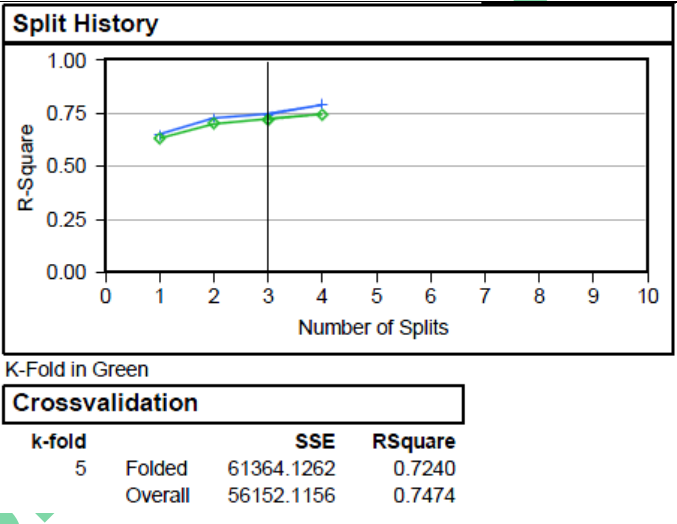 Split History
1.00
0.75
0.50
0.25
0.00
R-Square
0 1 2 3 4 5 6 7 8 9 10
Number of Splits
K-Fold in Green
Crossvalidation
k-fold SSE RSquare
5 Folded 61364.1262 0.7240
Overall 56152.1156 0.7474